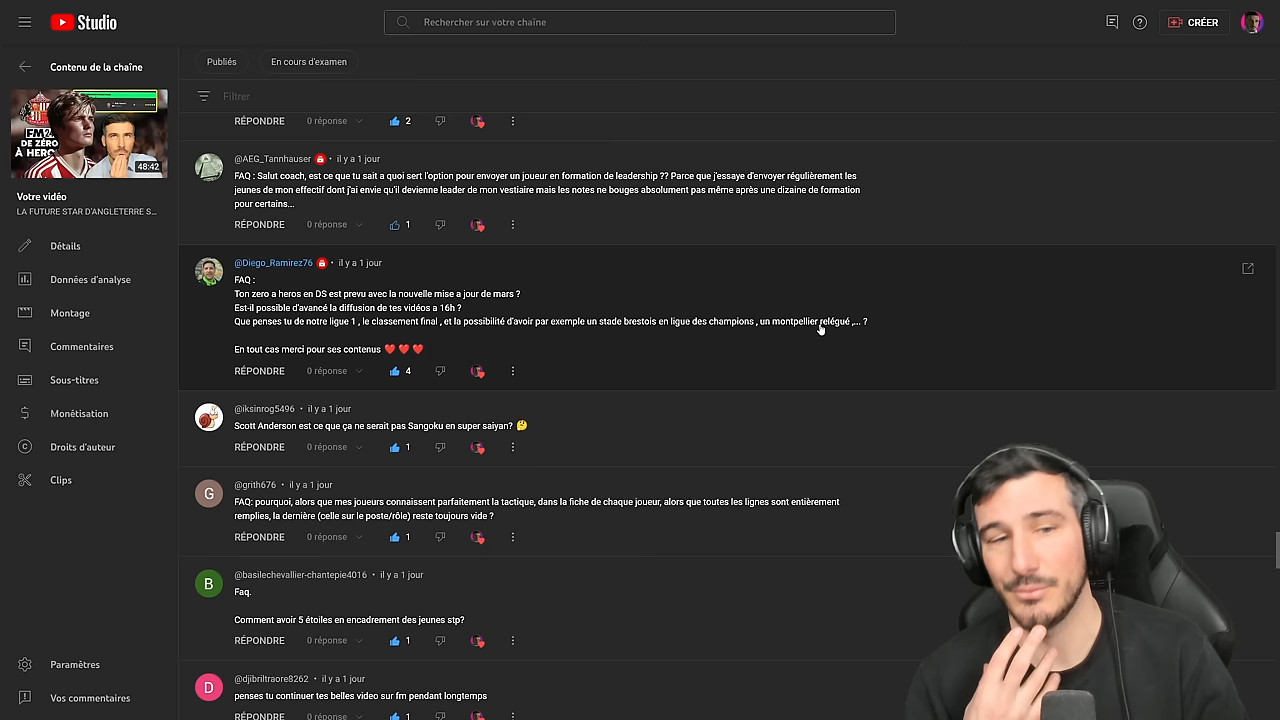 Studio
Rechercher sur votre chaîne
CRÉER
Contenu de la chaîne
FM24
DE ZÉRO
À HERO
48:42
Votre vidéo
LA FUTURE STAR D'ANGLETERRE S...
Détails
Données d'analyse
Montage
Commentaires
Sous-titres
Monétisation
Droits d'auteur
Clips
Paramètres
Vos commentaires
Publiés
En cours d'examen
Filtrer
RÉPONDRE 0 réponse 2
@AEG_Tannhauser • il y a 1 jour
FAQ : Salut coach, est ce que tu sait a quoi sert l'option pour envoyer un joueur en formation de leadership ?? Parce que j'essaye d'envoyer régulièrement les
jeunes de mon effectif dont j'ai envie qu'il devienne leader de mon vestiaire mais les notes ne bouges absolument pas même après une dizaine de formation
pour certains...
RÉPONDRE 0 réponse 1
@Diego_Ramirez76 • il y a 1 jour
FAQ :
Ton zero a heros en DS est prevu avec la nouvelle mise a jour de mars ?
Est-il possible d'avancé la diffusion de tes vidéos a 16h ?
Que penses tu de notre ligue 1 , le classement final , et la possibilité d'avoir par exemple un stade brestois en ligue des champions , un montpellier relégué ,... ?
En tout cas merci pour ses contenus ❤️ ❤️ ❤️
RÉPONDRE 0 réponse 4
@iksinrog5496 • il y a 1 jour
Scott Anderson est ce que ça ne serait pas Sangoku en super saiyan? 🤔
RÉPONDRE 0 réponse 1
G
@grith676 • il y a 1 jour
FAQ: pourquoi, alors que mes joueurs connaissent parfaitement la tactique, dans la fiche de chaque joueur, alors que toutes les lignes sont entièrement
remplies, la dernière (celle sur le poste/rôle) reste toujours vide ?
RÉPONDRE 0 réponse 1
B
@basilechevallier-chantepie4016 • il y a 1 jour
Faq.
Comment avoir 5 étoiles en encadrement des jeunes stp?
RÉPONDRE 0 réponse 1
D
@djibriltraore8262 • il y a 1 jour
penses tu continuer tes belles video sur fm pendant longtemps
RÉPONDRE 0 réponse 1